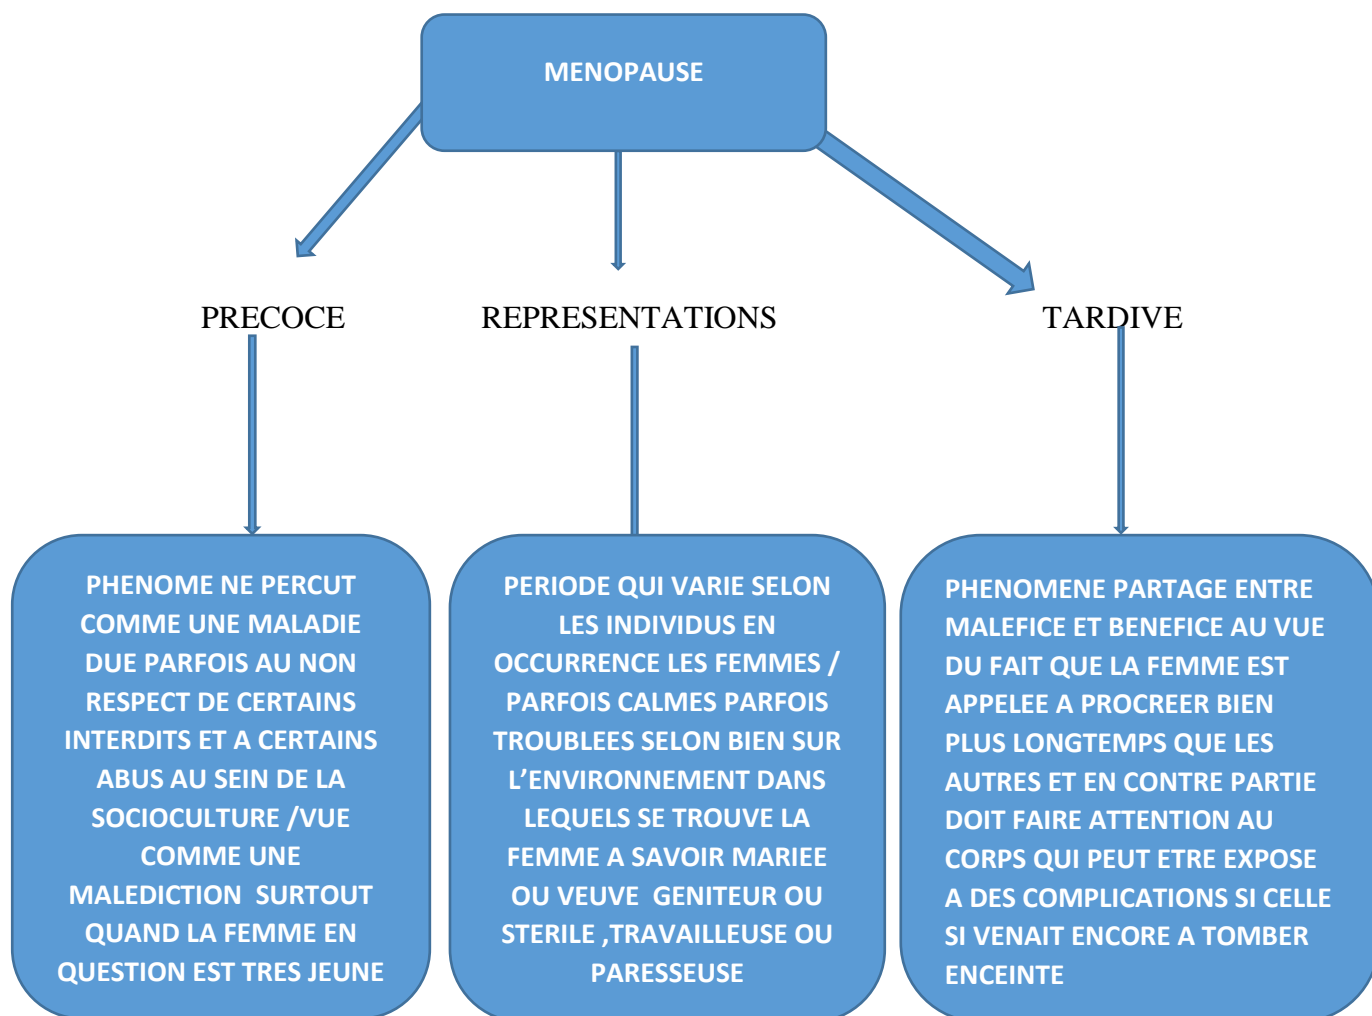 MENOPAUSE
PRECOCE
REPRESENTATIONS
TARDIVE
PHENOME NE PERCUT
COMME UNE MALADIE
DUE PARFOIS AU NON
RESPECT DE CERTAINS
INTERDITS ET A CERTAINS
ABUS AU SEIN DE LA
SOCIOCULTURE /VUE
COMME UNE
MALEDICTION SURTOUT
QUAND LA FEMME EN
QUESTION EST TRES JEUNE
PERIODE QUI VARIE SELON
LES INDIVIDUS EN
OCCURRENCE LES FEMMES /
PARFOIS CALMES PARFOIS
TROUBLEES SELON BIEN SUR
L’ENVIRONNEMENT DANS
LEQUELS SE TROUVE LA
FEMME A SAVOIR MARIEE
OU VEUVE GENITEUR OU
STERILE ,TRAVAILLEUSE OU
PARESSEUSE
PHENOMENE PARTAGE ENTRE
MALEFICE ET BENEFICE AU VUE
DU FAIT QUE LA FEMME EST
APPELEE A PROCREER BIEN
PLUS LONGTEMPS QUE LES
AUTRES ET EN CONTRE PARTIE
DOIT FAIRE ATTENTION AU
CORPS QUI PEUT ETRE EXPOSE
A DES COMPLICATIONS SI CELLE
SI VENAIT ENCORE A TOMBER
ENCEINTE